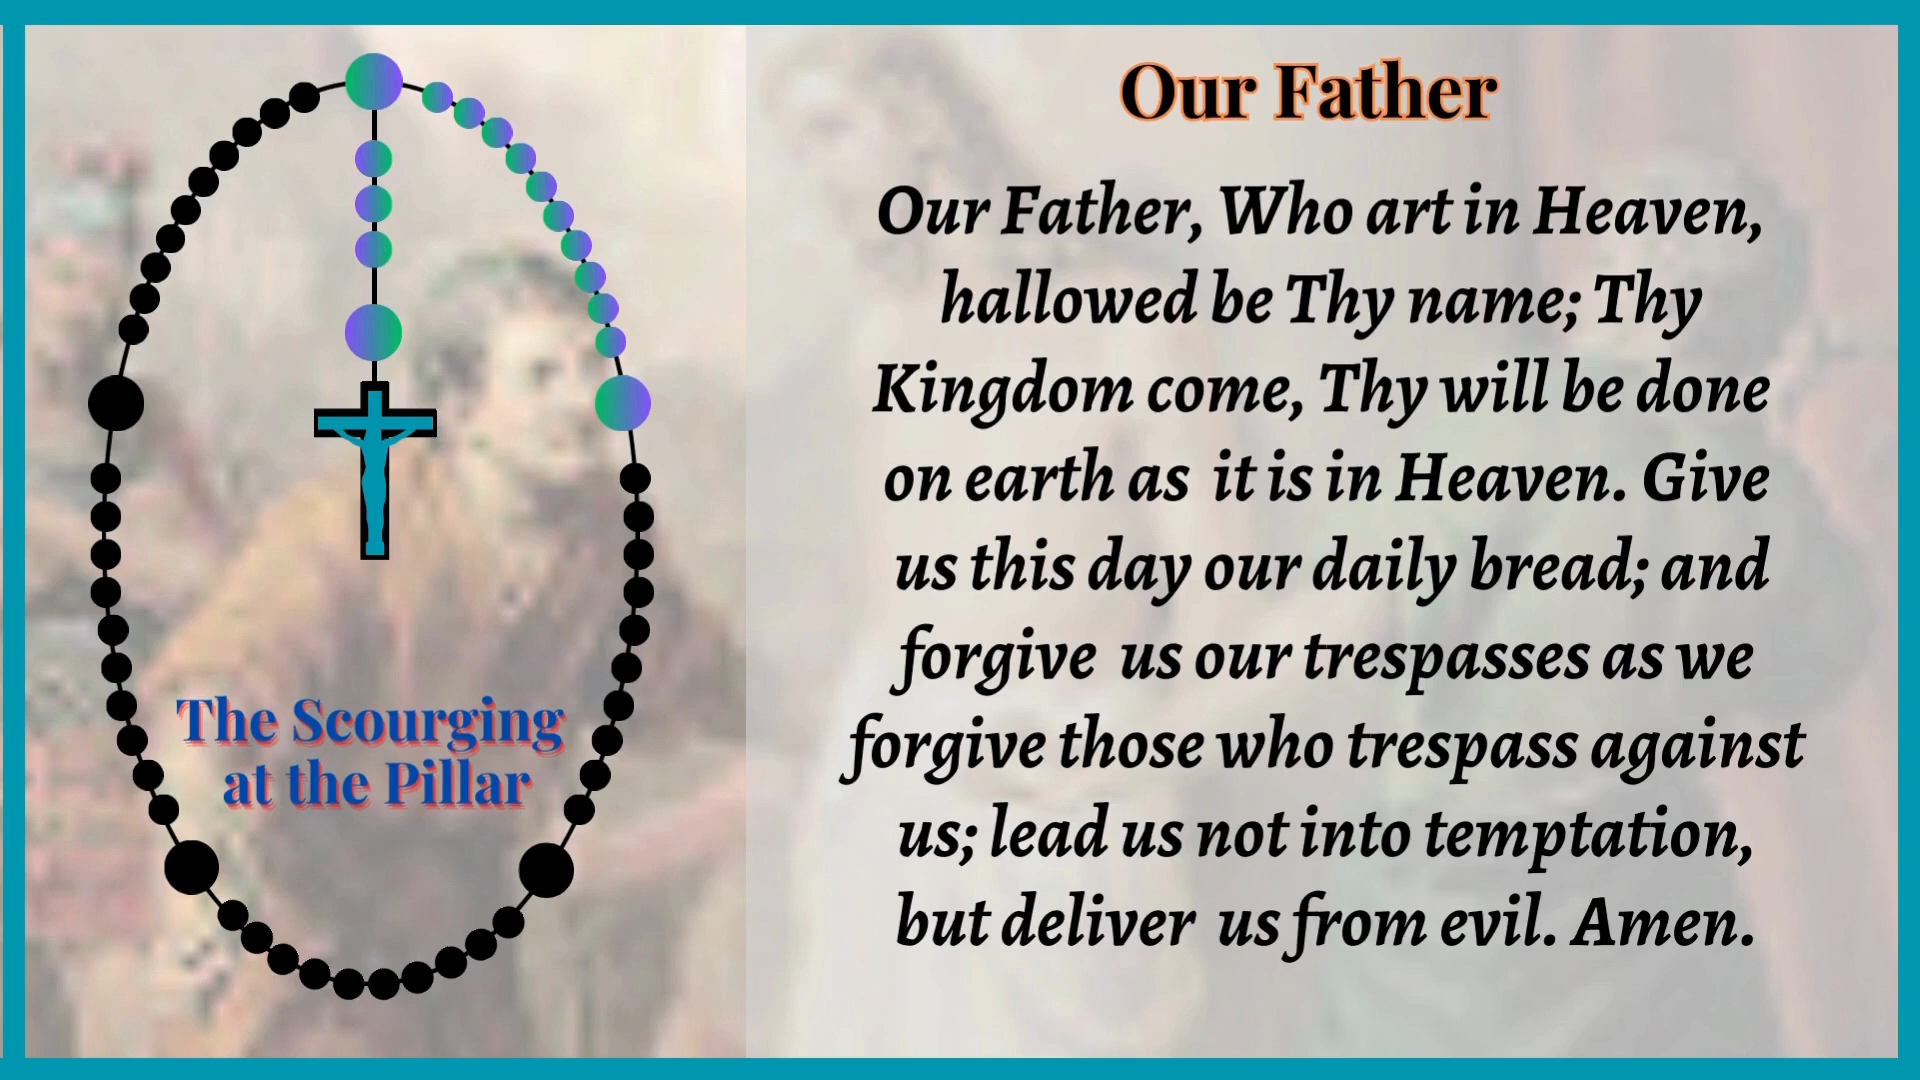 The Scourging
at the Pillar
Our Father
Our Father, Who art in Heaven,
hallowed be Thy name; Thy
Kingdom come, Thy will be done
on earth as it is in Heaven. Give
us this day our daily bread; and
forgive us our trespasses as we
forgive those who trespass against
us; lead us not into temptation,
but deliver us from evil. Amen.